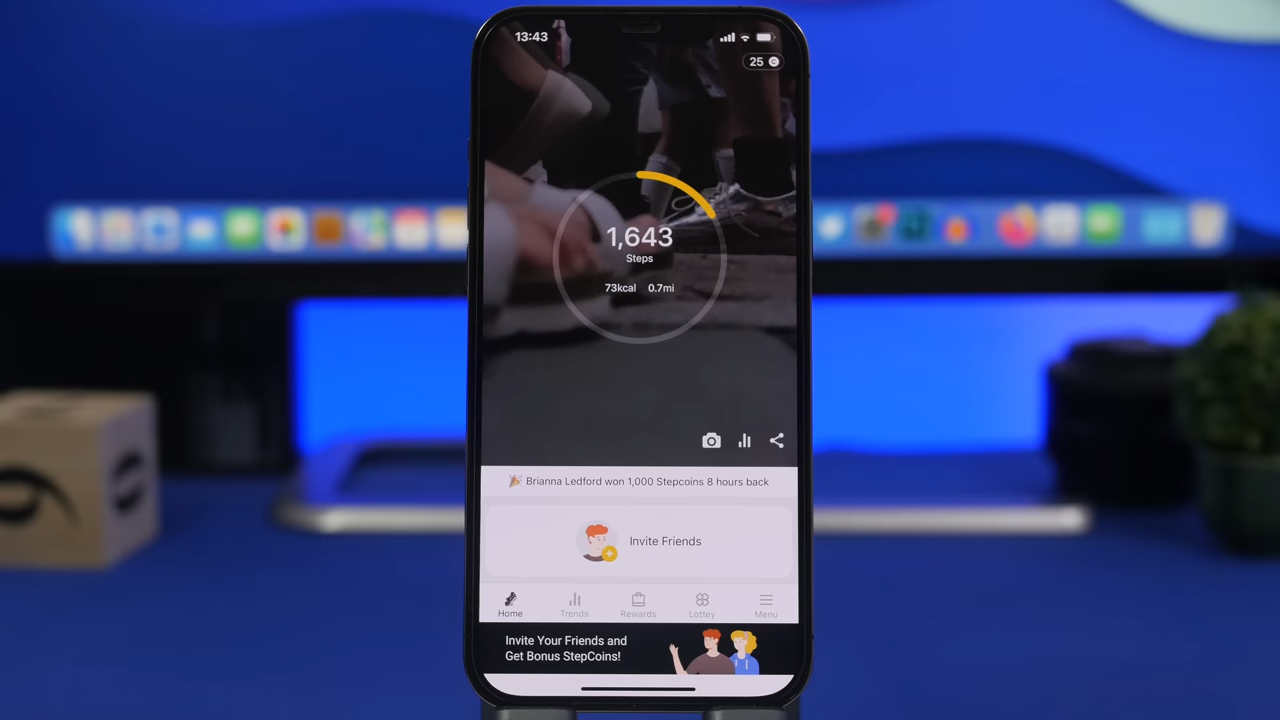 13:43
25
1,643
Steps
73kcal 0.7mi
Brianna Ledford won 1,000 Stepcoins 8 hours back
Invite Friends
Home Trends Rewards Lottey Menu
Invite Your Friends and
Get Bonus StepCoins!